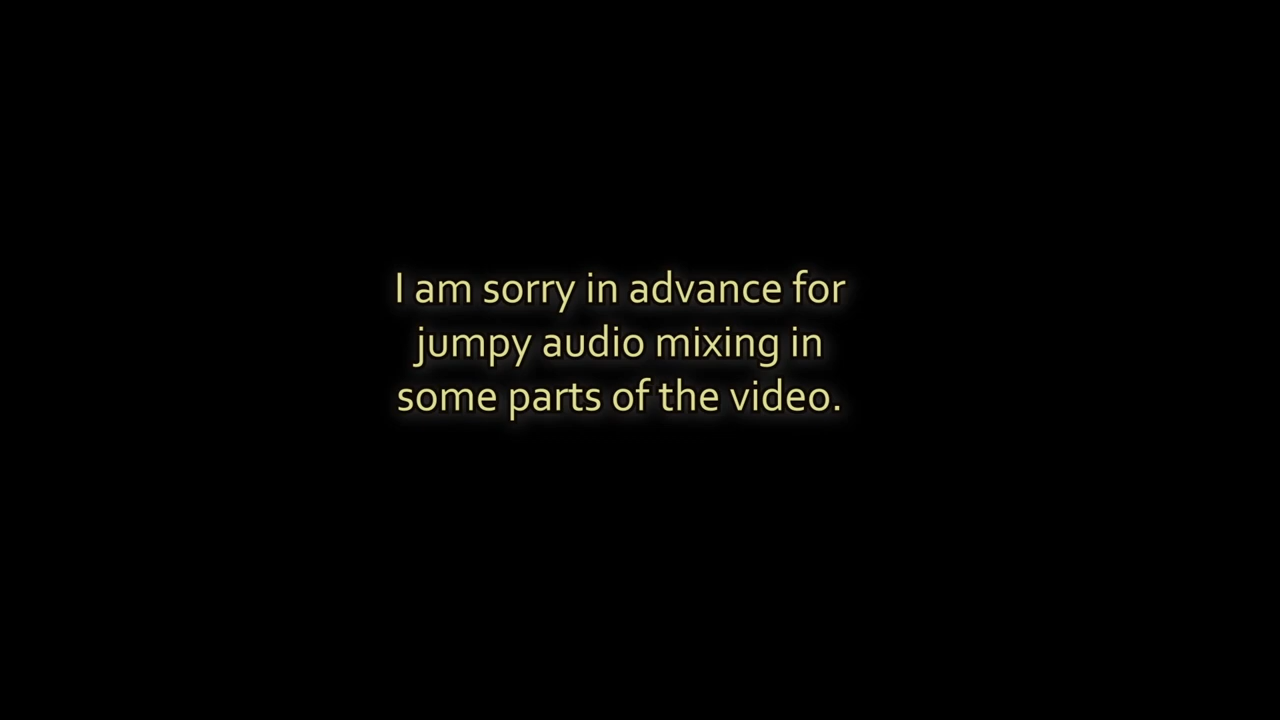 I am sorry in advance for
jumpy audio mixing in
some parts of the video.